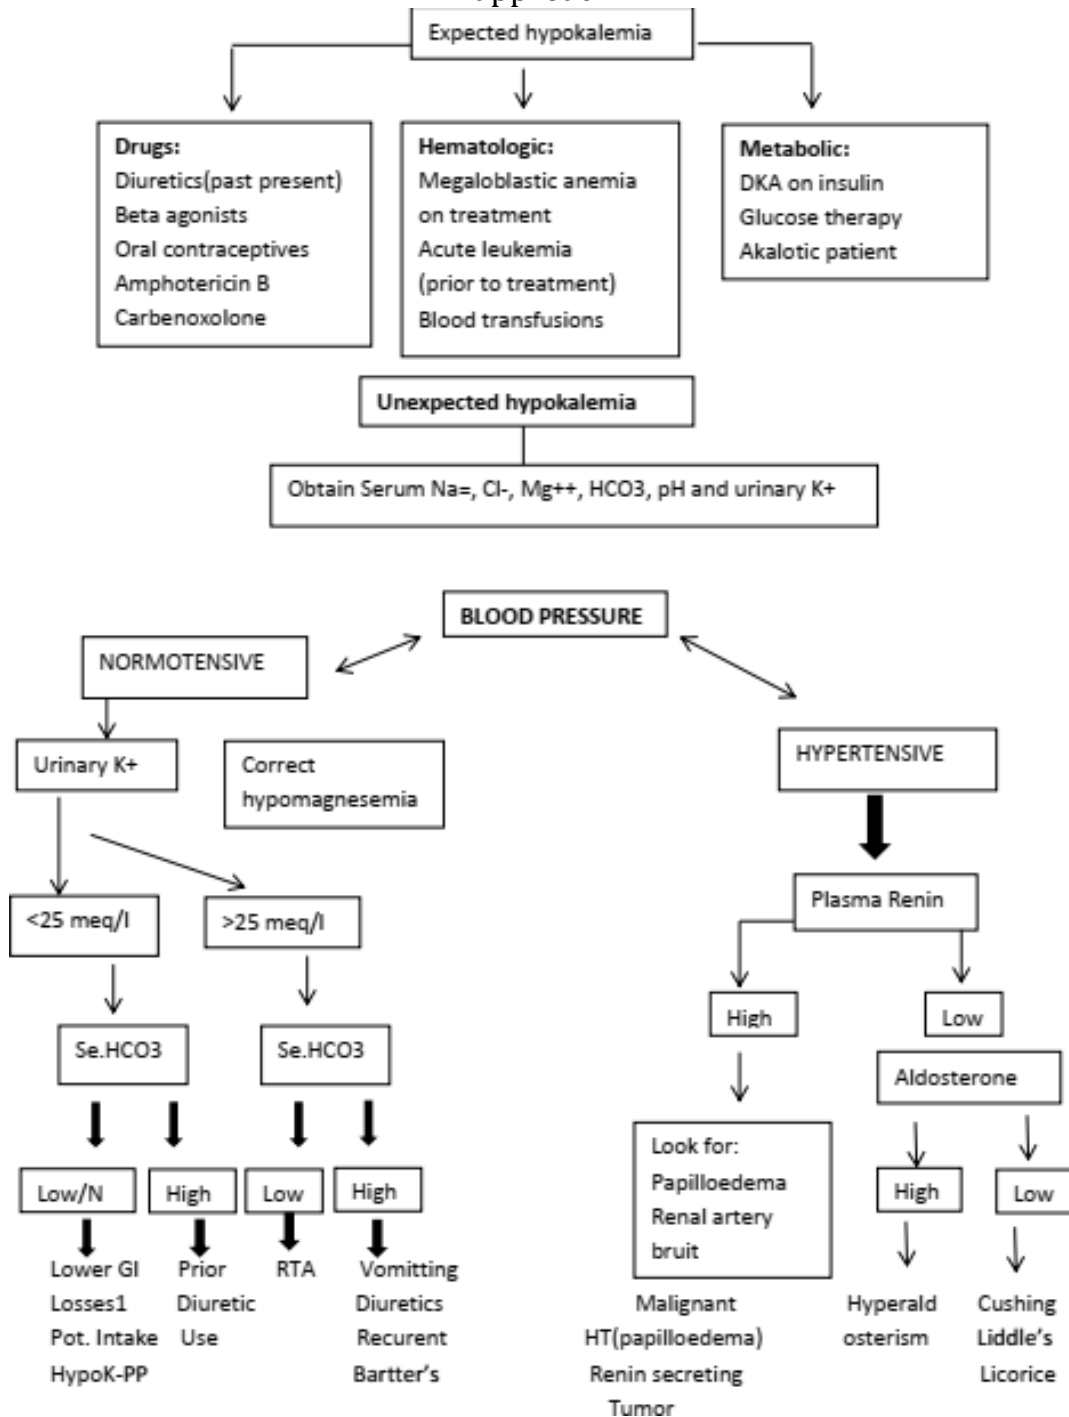 Expected hypokalemia
Drugs:
Diuretics(past present)
Beta agonists
Oral contraceptives
Amphotericin B
Carbenoxolone
Hematologic:
Megaloblastic anemia
on treatment
Acute leukemia
(prior to treatment)
Blood transfusions
Metabolic:
DKA on insulin
Glucose therapy
Akalotic patient
Unexpected hypokalemia
Obtain Serum Na=, Cl-, Mg++, HCO3, pH and urinary K+
BLOOD PRESSURE
NORMOTENSIVE
Urinary K+
Correct
hypomagnesemia
HYPERTENSIVE
<25 meq/l
>25 meq/l
Plasma Renin
Se.HCO3
Se.HCO3
High
Low
Aldosterone
Look for:
Papilloedema
Renal artery
bruit
Low/N
High
Low
High
High
Low
Lower GI
Losses1
Pot. Intake
HypoK-PP
Prior
Diuretic
Use
RTA
Vomitting
Diuretics
Recurent
Bartter's
Malignant
HT(papilloedema)
Renin secreting
Tumor
Hyperald
osterism
Cushing
Liddle's
Licorice